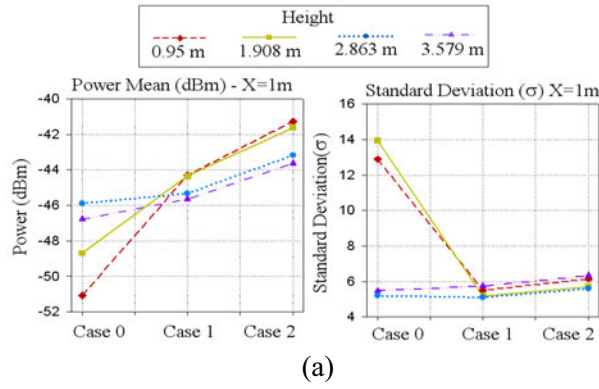 Height
0.95 m 1.908 m 2.863 m 3.579 m
Power Mean (dBm) - X=1m
Power (dBm)
-40
-42
-44
-46
-48
-50
-52
Case 0 Case 1 Case 2
Standard Deviation (σ) X=1m
Standard Deviation(σ)
16
14
12
10
8
6
4
Case 0 Case 1 Case 2
(a)